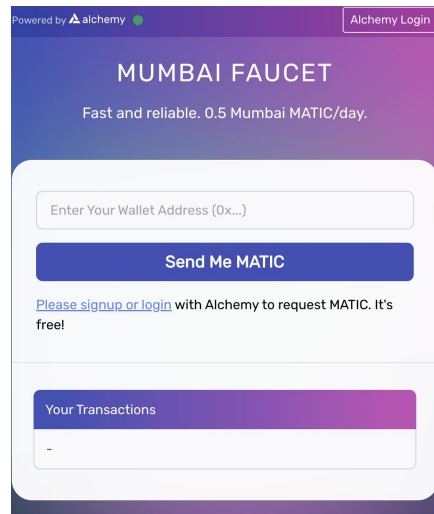 Powered by alchemy
Alchemy Login
MUMBAI FAUCET
Fast and reliable. 0.5 Mumbai MATIC/day.
Enter Your Wallet Address (0x...)
Send Me MATIC
Please signup or login with Alchemy to request MATIC. It's
free!
Your Transactions
-